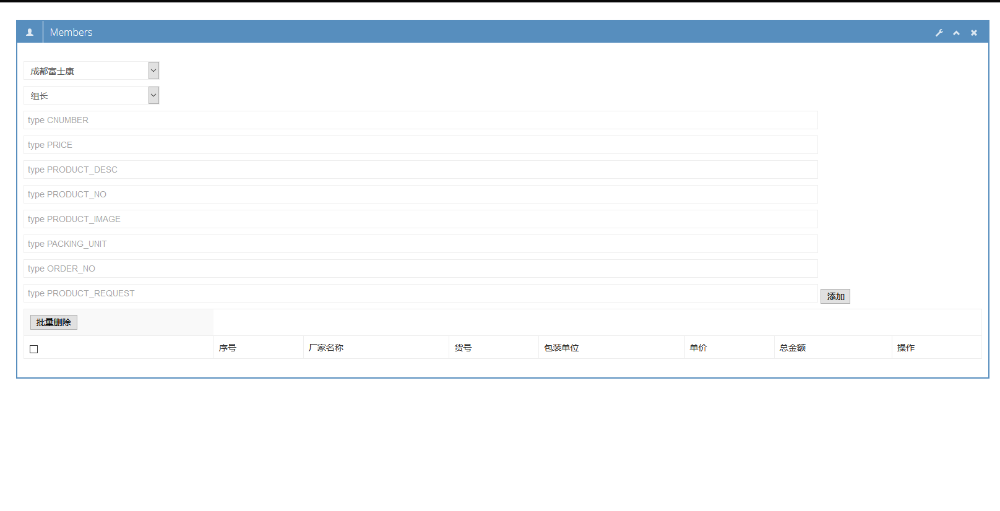 Members
成都富士康
组长
type CNUMBER
type PRICE
type PRODUCT_DESC
type PRODUCT_NO
type PRODUCT_IMAGE
type PACKING_UNIT
type ORDER_NO
type PRODUCT_REQUEST 添加
批量删除
序号 厂家名称 货号 包装单位 单价 总金额 操作